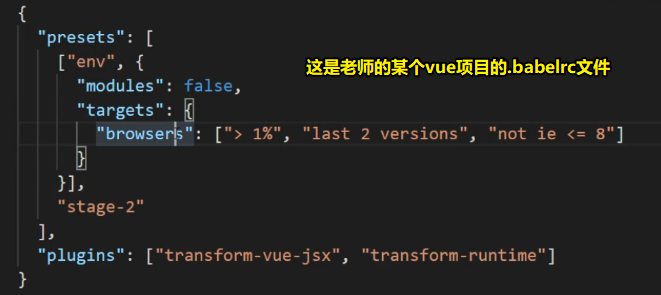 {
"presets": [
["env", {
"modules": false,
这是老师的某个vue项目的.babelrc文件
"targets": {
"browsers": ["> 1%", "last 2 versions", "not ie <= 8"]
}
}],
"stage-2"
],
"plugins": ["transform-vue-jsx", "transform-runtime"]
}